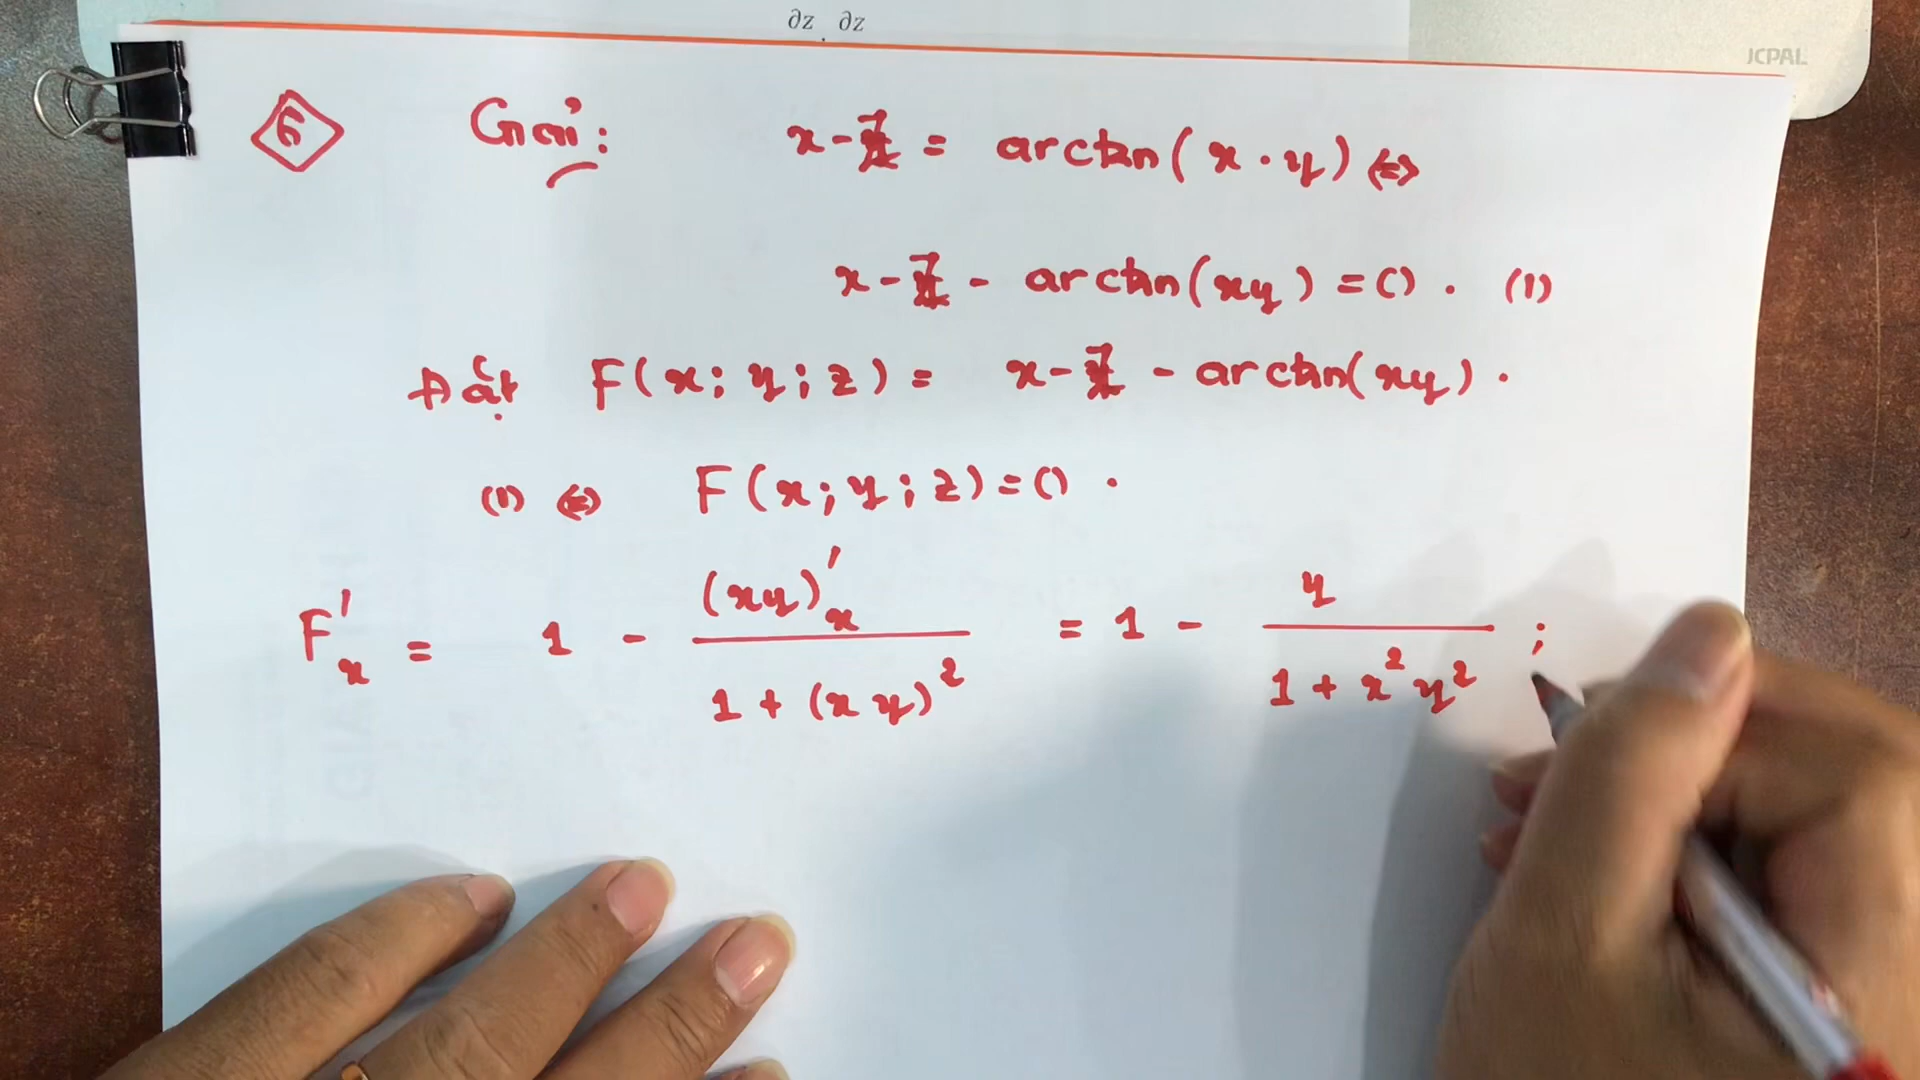 ∂z ∂z
JCPAL
6 Giải: x - z = arctan(x · y) ⇔
x - z - arctan(xy) = 0 . (1)
Đặt F(x; y; z) = x - z - arctan(xy) .
(1) ⇔ F(x; y; z) = 0 .
F'x = 1 - (xy)'x / 1 + (xy)² = 1 - y / 1 + x²y² ;